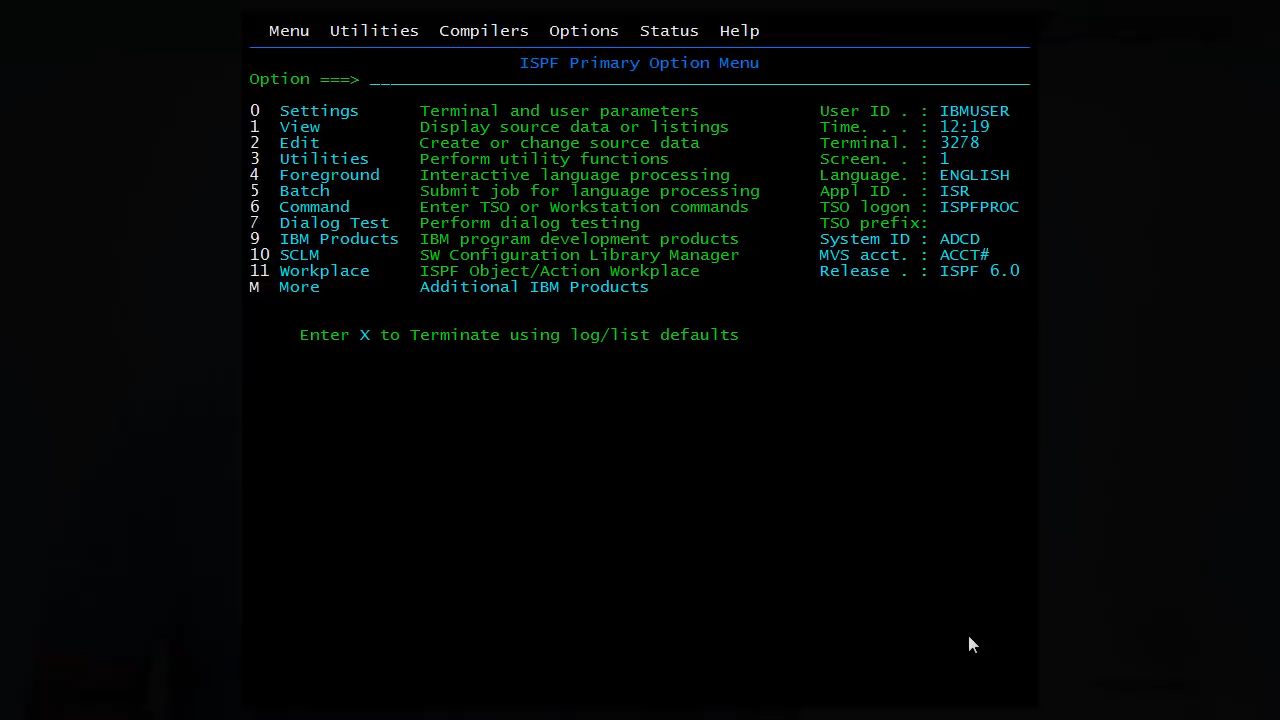 Menu Utilities Compilers Options Status Help
ISPF Primary Option Menu
Option ===>
0 Settings Terminal and user parameters User ID . : IBMUSER
1 View Display source data or listings Time. . . : 12:19
2 Edit Create or change source data Terminal. : 3278
3 Utilities Perform utility functions Screen. . : 1
4 Foreground Interactive language processing Language. : ENGLISH
5 Batch Submit job for language processing Appl ID . : ISR
6 Command Enter TSO or Workstation commands TSO logon : ISPFPROC
7 Dialog Test Perform dialog testing TSO prefix:
9 IBM Products IBM program development products System ID : ADCD
10 SCLM SW Configuration Library Manager MVS acct. : ACCT#
11 Workplace ISPF Object/Action Workplace Release . : ISPF 6.0
M More Additional IBM Products
Enter X to Terminate using log/list defaults